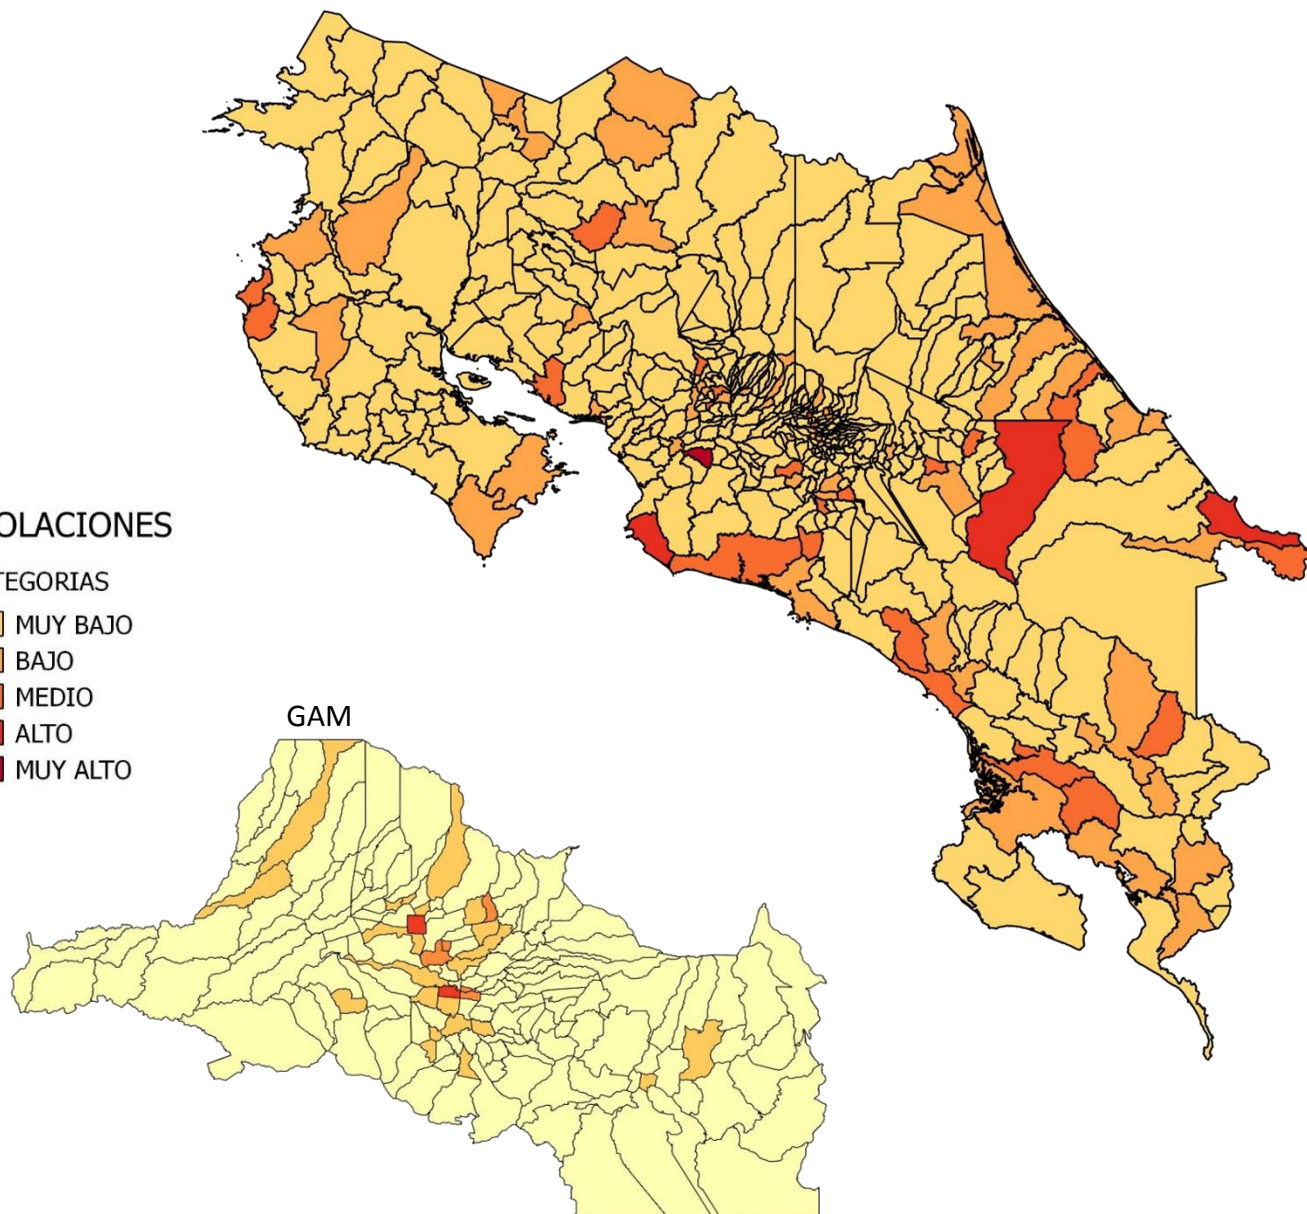 OLACIONES
TEGORIAS
MUY BAJO
BAJO
MEDIO
ALTO
MUY ALTO
GAM